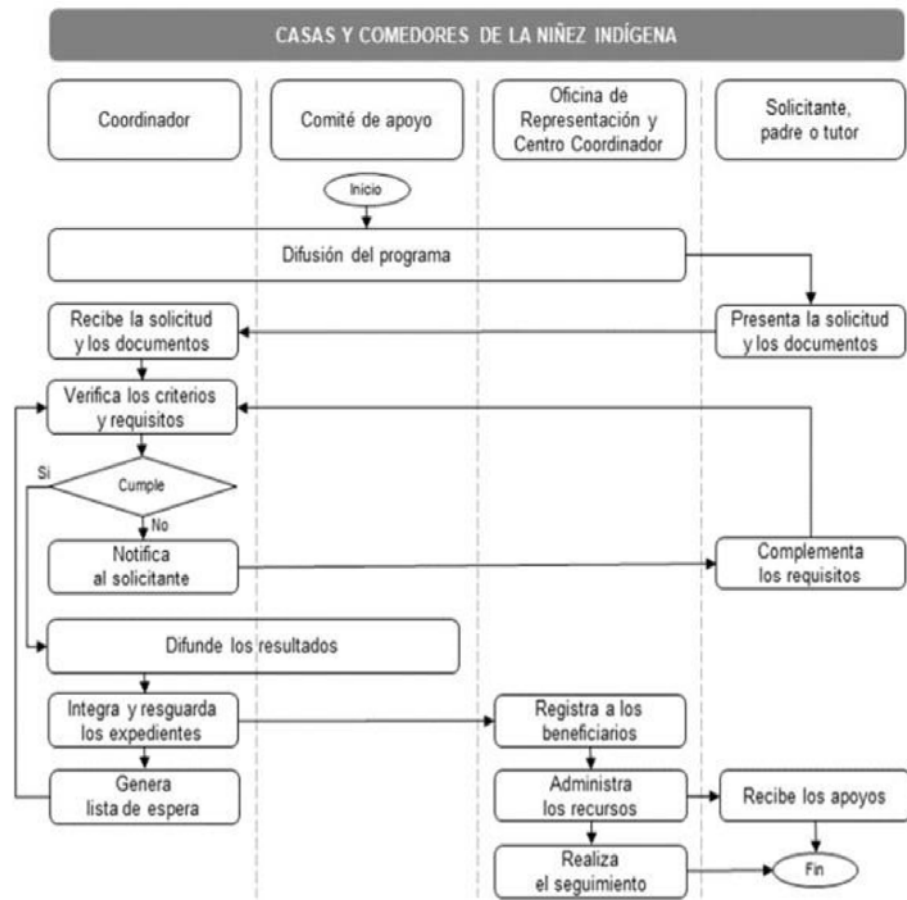 CASAS Y COMEDORES DE LA NIÑEZ INDÍGENA
Coordinador
Comité de apoyo
Oficina de
Representación y
Centro Coordinador
Solicitante,
padre o tutor
Inicio
Difusión del programa
Recibe la solicitud
y los documentos
Presenta la solicitud
y los documentos
Verifica los criterios
y requisitos
Si
Cumple
No
Notifica
al solicitante
Complementa
los requisitos
Difunde los resultados
Integra y resguarda
los expedientes
Registra a los
beneficiarios
Genera
lista de espera
Administra
los recursos
Recibe los apoyos
Realiza
el seguimiento
Fin